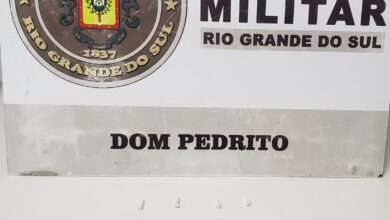 MILITAR
RIO GRANDE DO SUL
RIO GRANDE DO SUL
1837
DOM PEDRITO